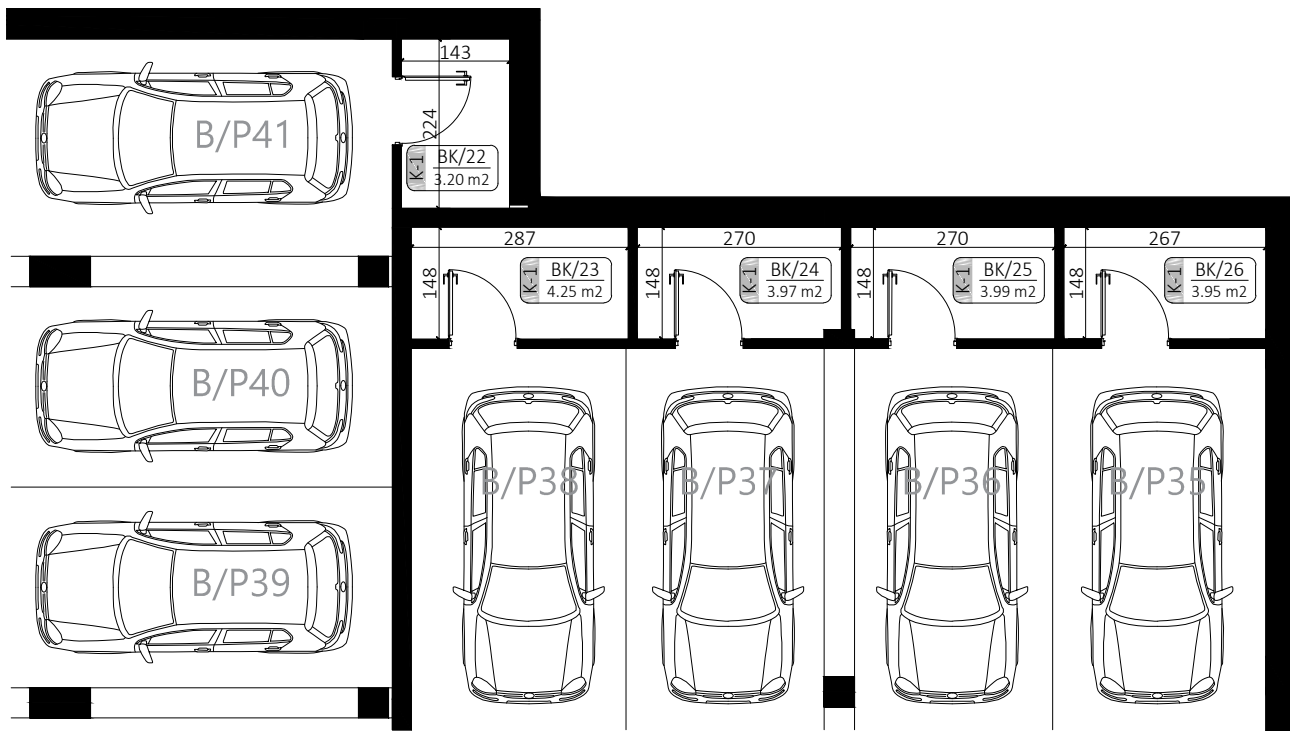 143
B/P41
224
K-1
BK/22
3.20 m2
287
270
270
267
148
K-1
BK/23
4.25 m2
148
K-1
BK/24
3.97 m2
148
K-1
BK/25
3.99 m2
148
K-1
BK/26
3.95 m2
B/P40
B/P38
B/P37
B/P36
B/P35
B/P39